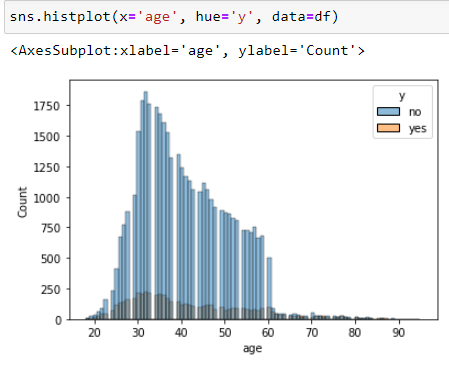 sns.histplot(x='age', hue='y', data=df)
<AxesSubplot:xlabel='age', ylabel='Count'>
y
no
yes
1750
1500
1250
1000
750
500
250
0
Count
20 30 40 50 60 70 80 90
age